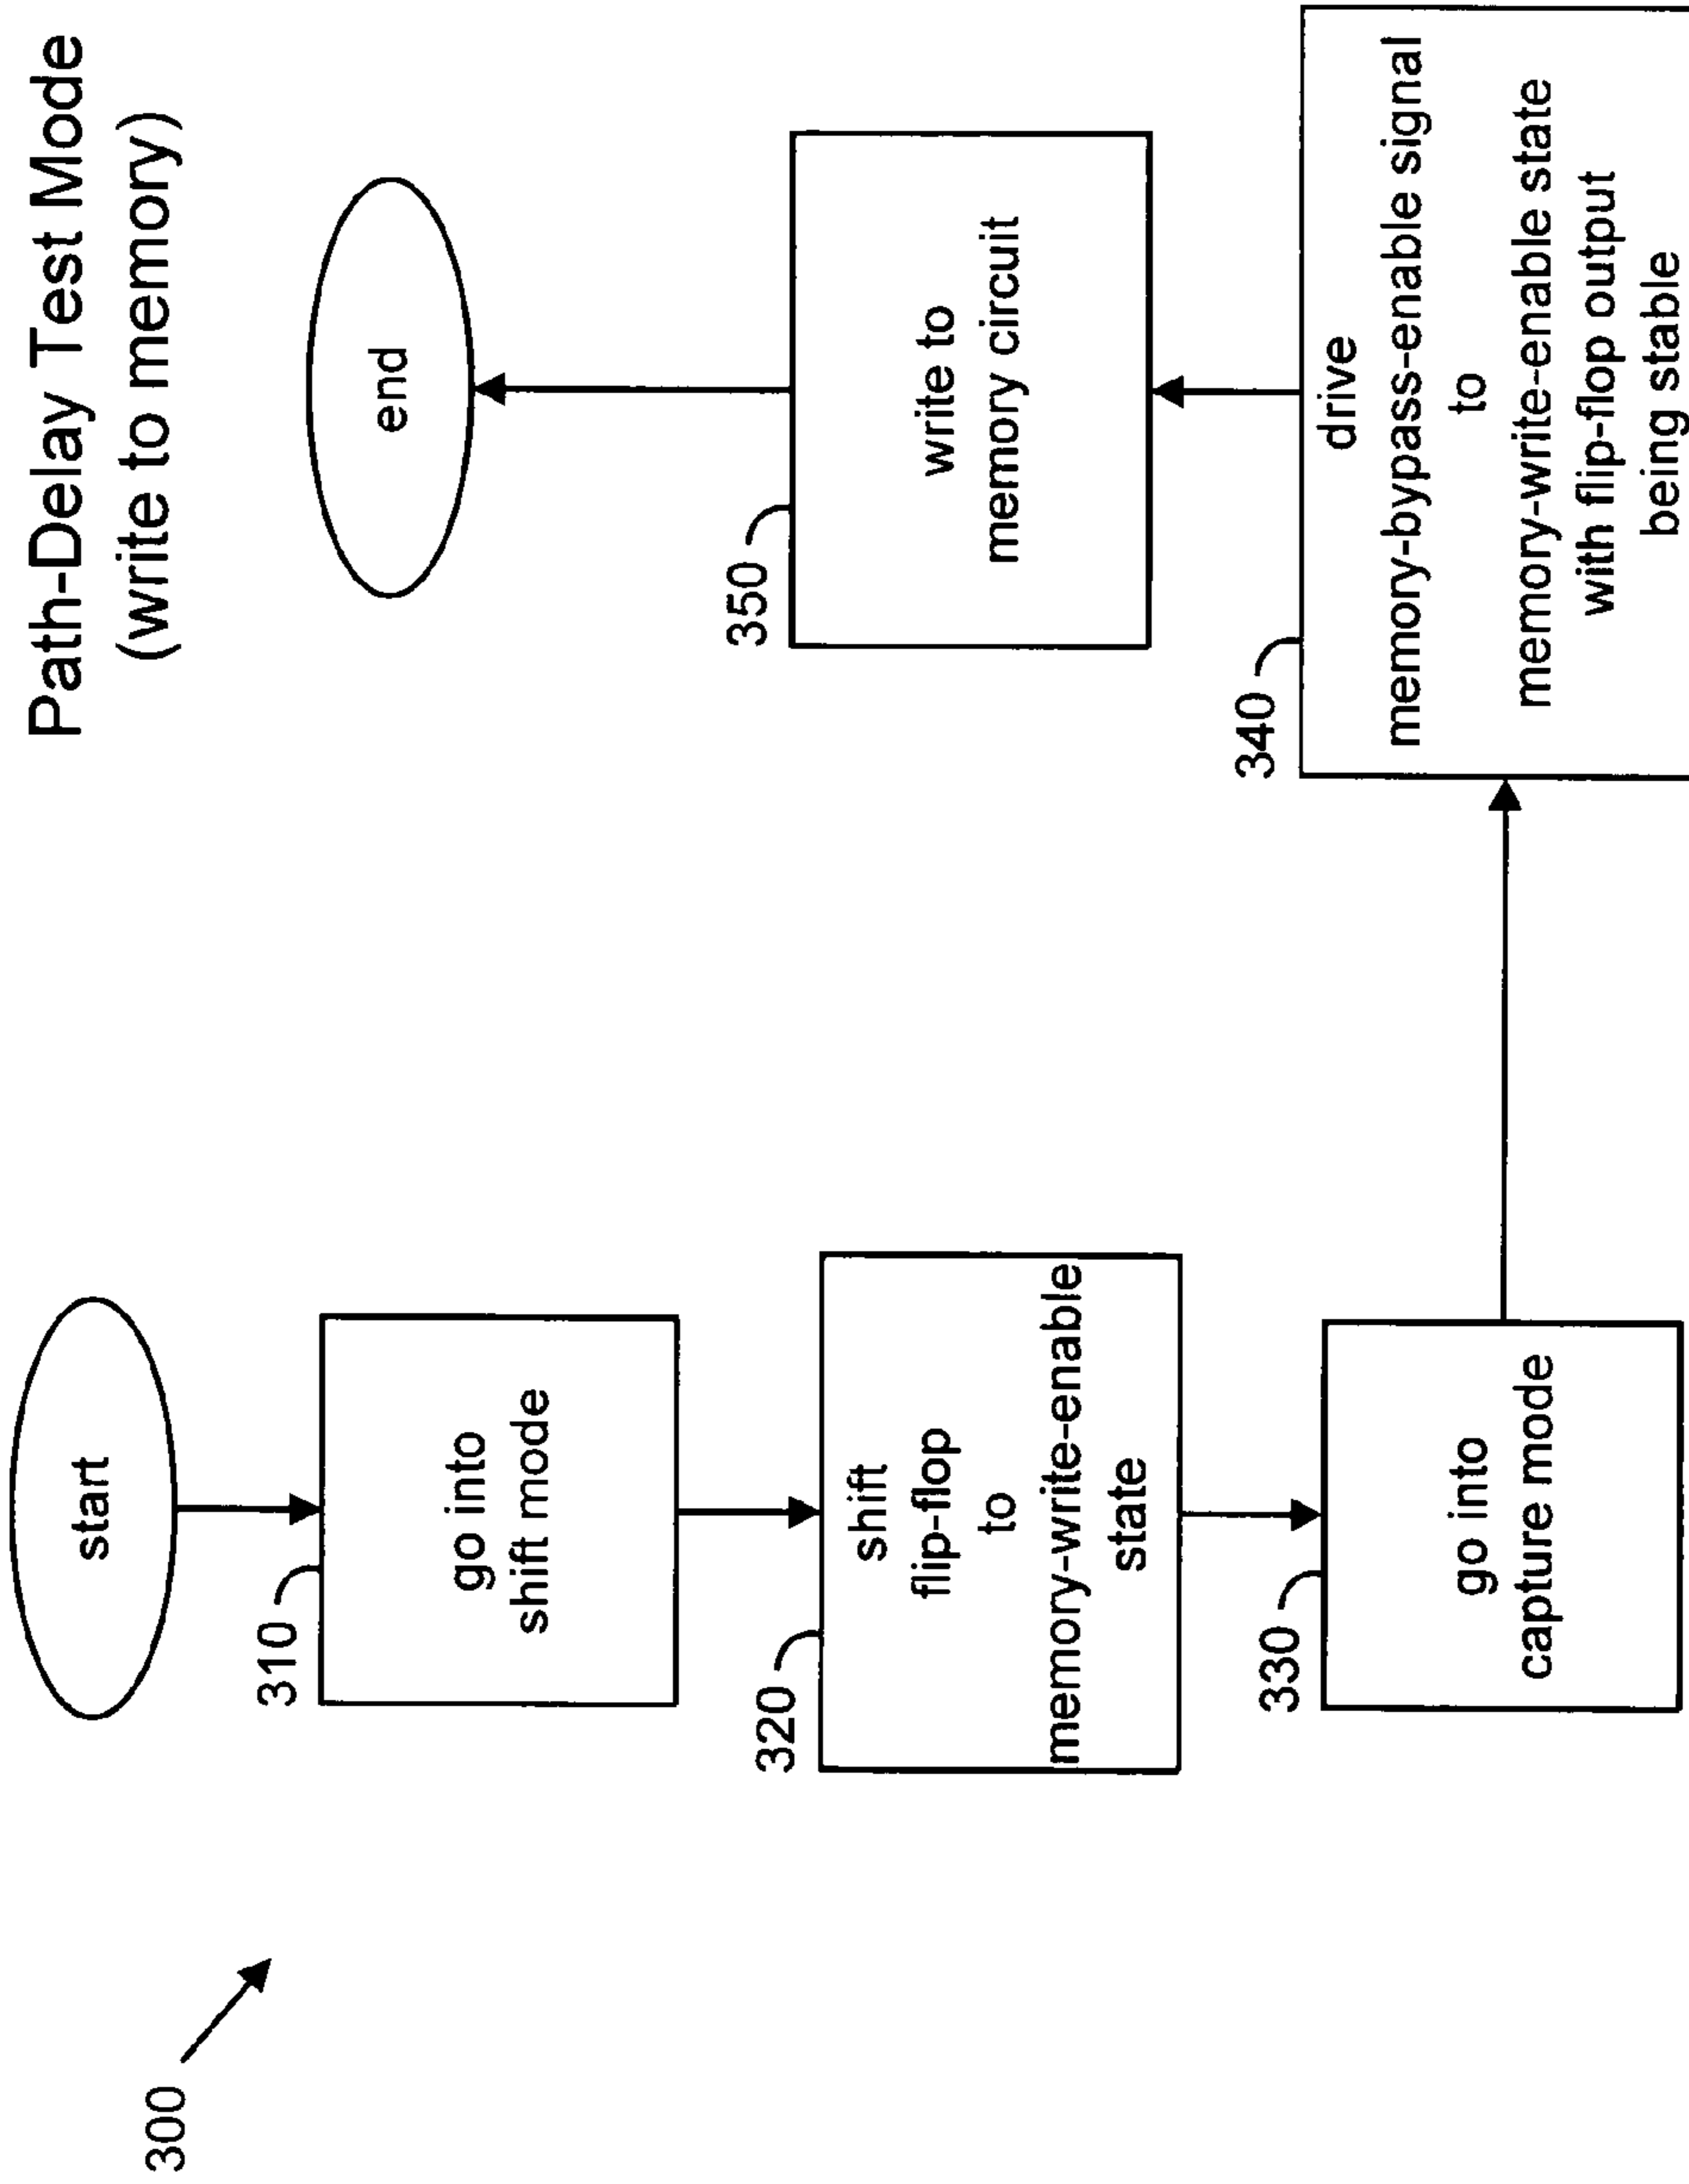 Path-Delay Test Mode
(write to memory)
300
start
310
go into
shift mode
320
shift
flip-flop
to
memory-write-enable
state
330
go into
capture mode
340
drive
memory-bypass-enable signal
to
memory-write-enable state
with flip-flop output
being stable
350
write to
memory circuit
end